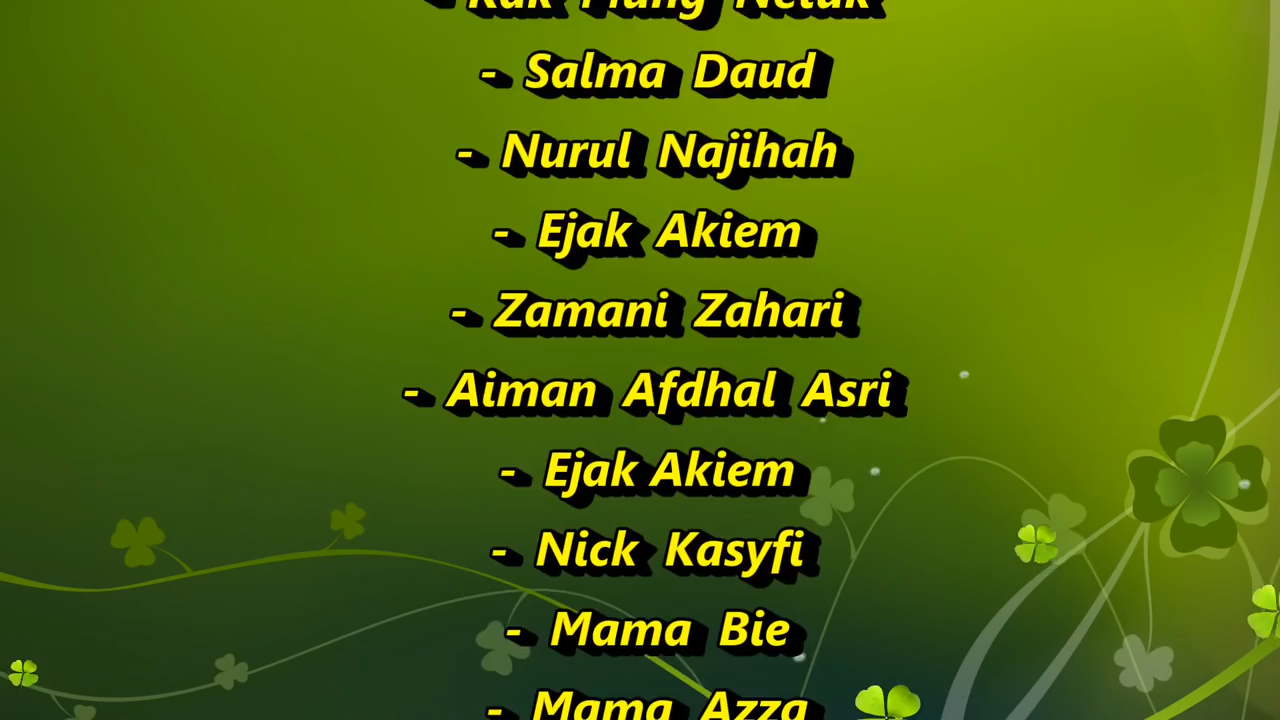 - Salma Daud
- Nurul Najihah
- Ejak Akiem
- Zamani Zahari
- Aiman Afdhal Asri
- Ejak Akiem
- Nick Kasyfi
- Mama Bie
- Mama Azza